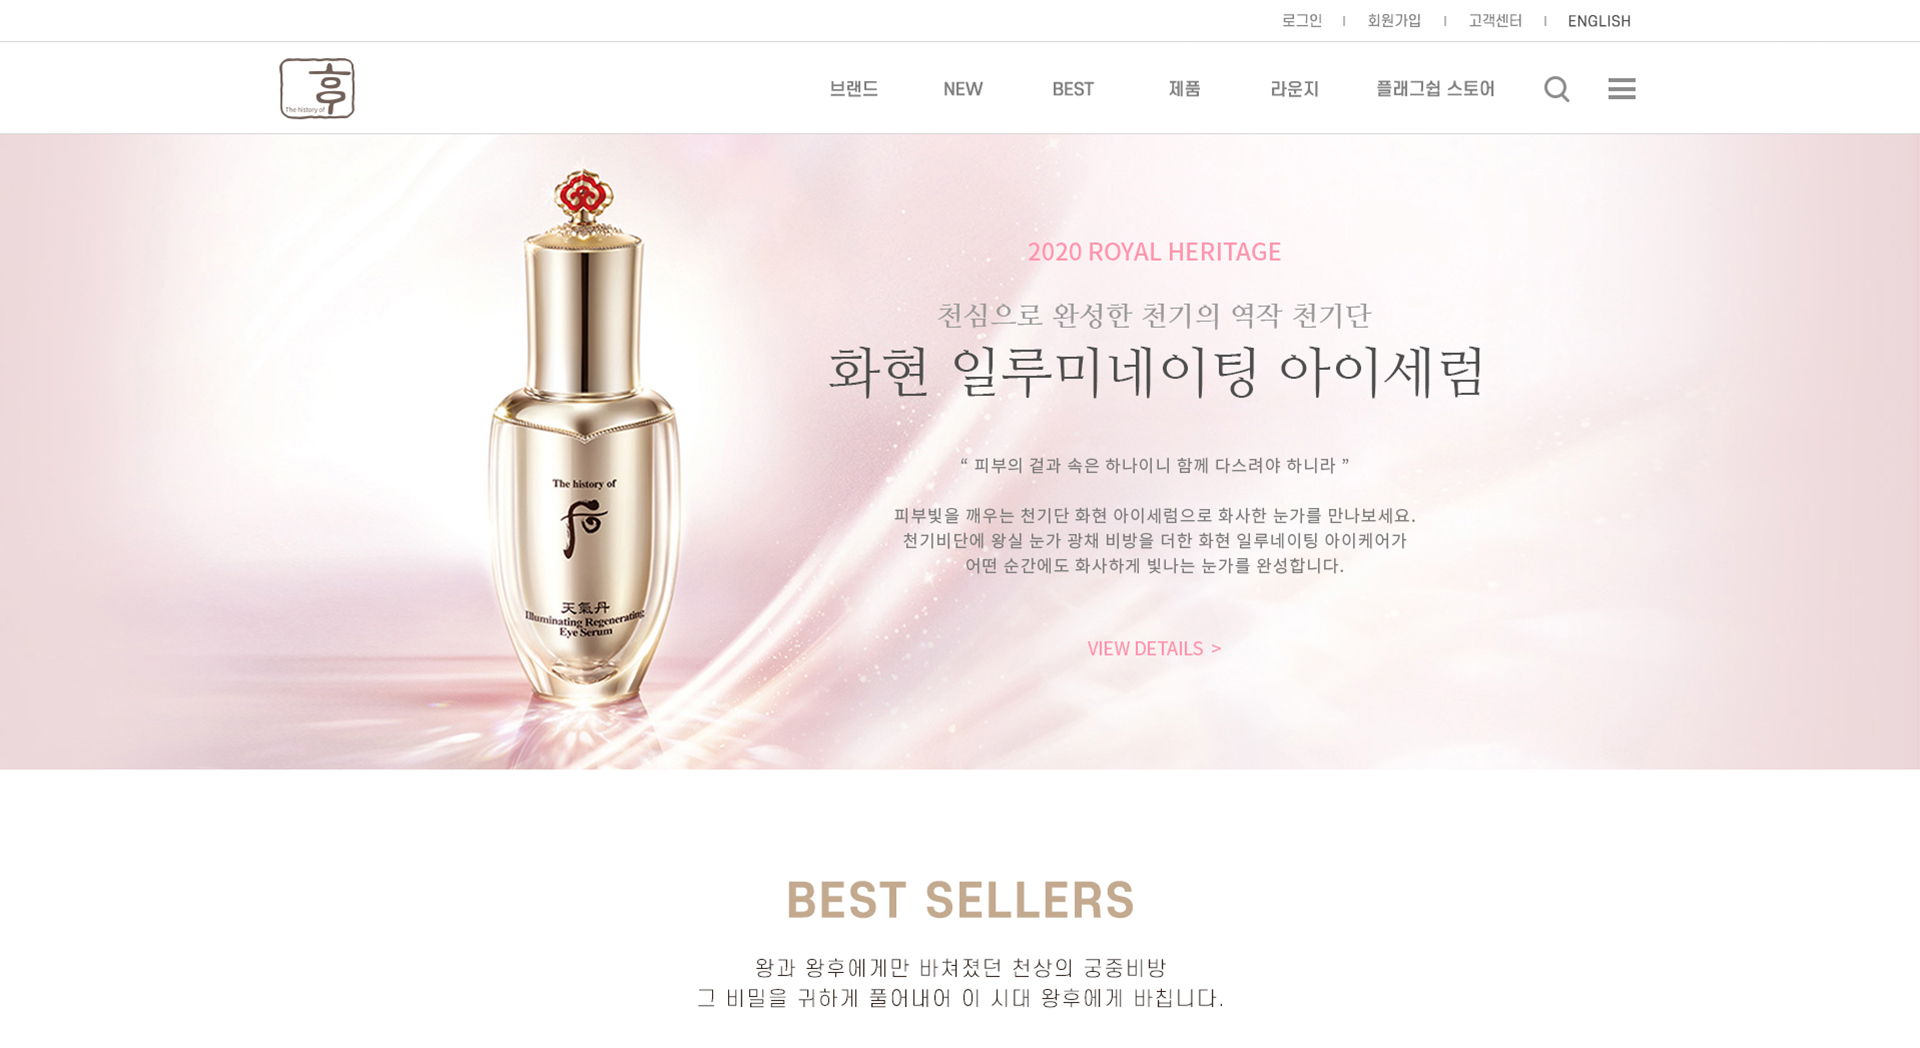 로그인 | 회원가입 | 고객센터 | ENGLISH
후
The history of
브랜드 NEW BEST 제품 라운지 플래그쉽 스토어
2020 ROYAL HERITAGE
천심으로 완성한 천기의 역작 천기단
화현 일루미네이팅 아이세럼
“ 피부의 겉과 속은 하나이니 함께 다스려야 하니라 ”
피부빛을 깨우는 천기단 화현 아이세럼으로 화사한 눈가를 만나보세요.
천기비단에 왕실 눈가 광채 비방을 더한 화현 일루네이팅 아이케어가
어떤 순간에도 화사하게 빛나는 눈가를 완성합니다.
VIEW DETAILS >
The history of
后
天氣丹
Illuminating Regenerating
Eye Serum
BEST SELLERS
왕과 왕후에게만 바쳐졌던 천상의 궁중비방
그 비밀을 귀하게 풀어내어 이 시대 왕후에게 바칩니다.